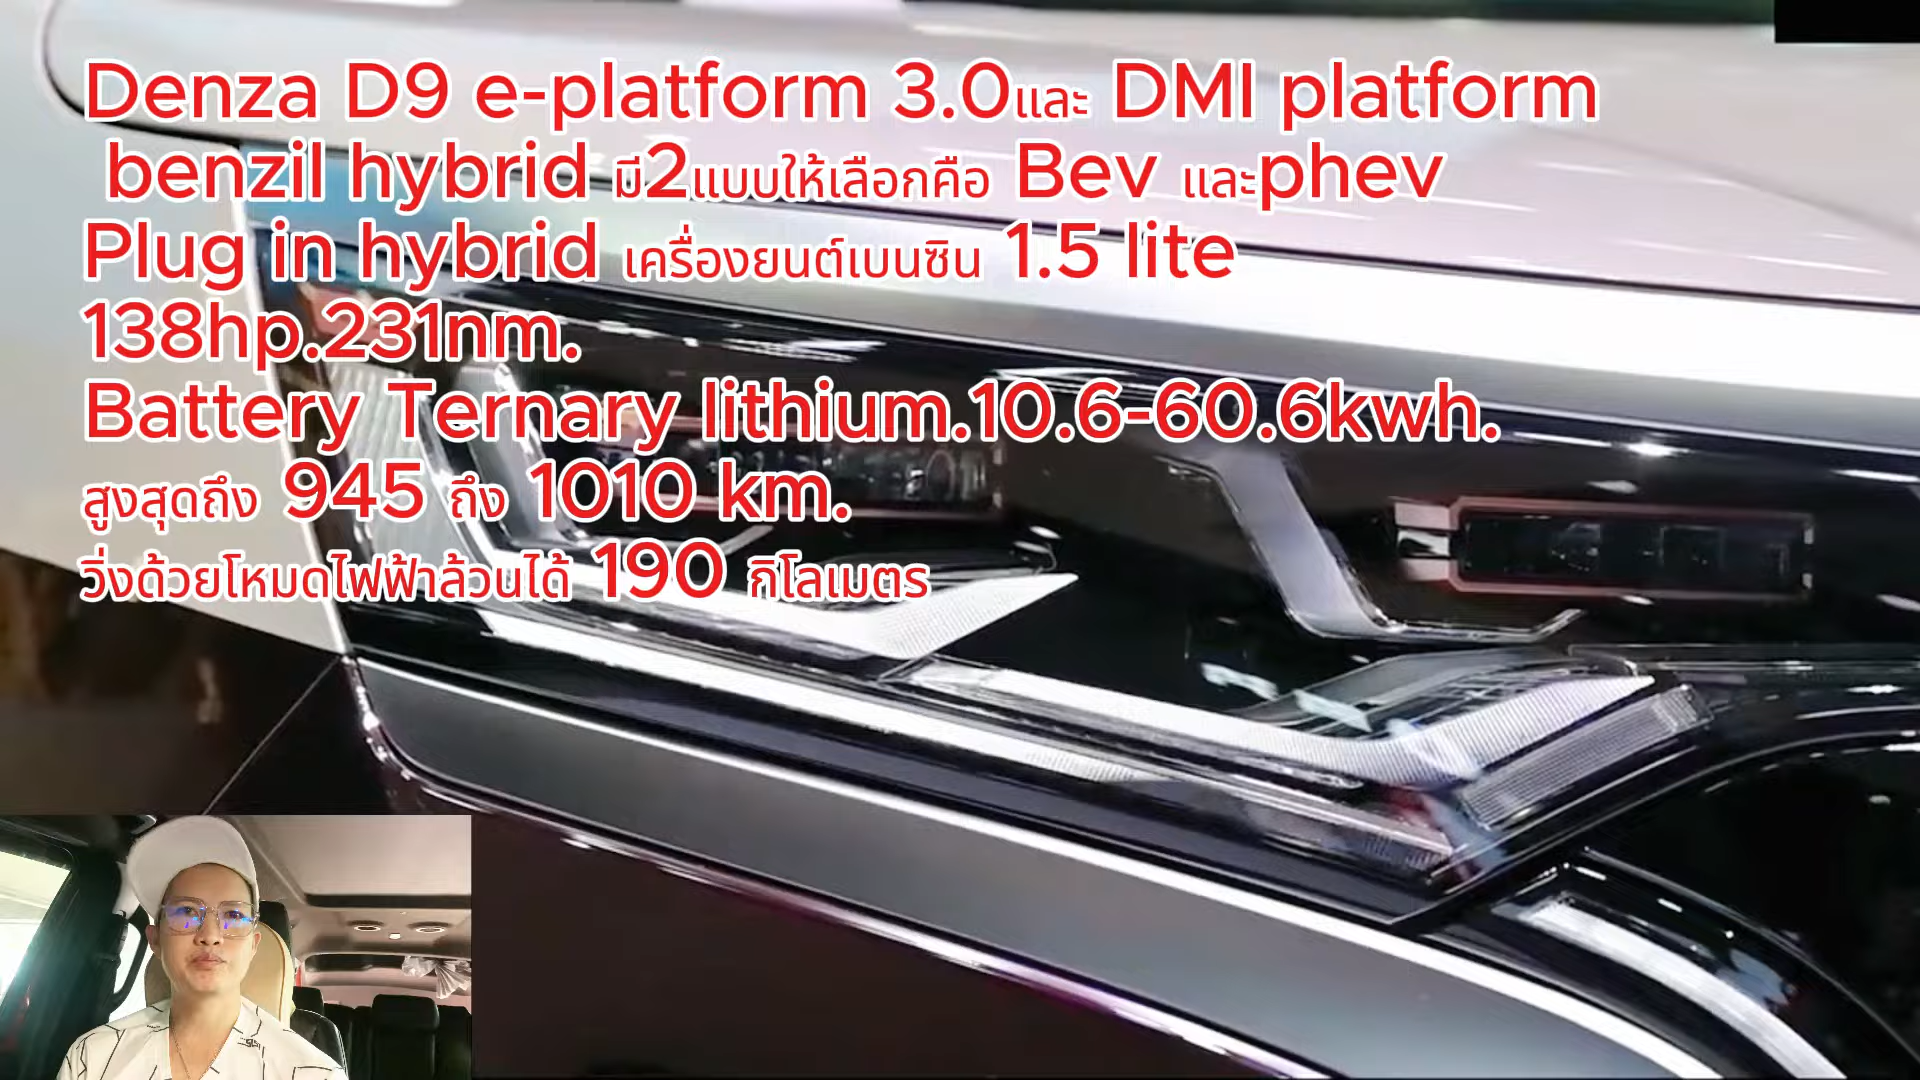 Denza D9 e-platform 3.0และ DMI platform
benzil hybrid มี2แบบให้เลือกคือ Bev และphev
Plug in hybrid เครื่องยนต์เบนซิน 1.5 lite
138hp.231nm.
Battery Ternary lithium.10.6-60.6kwh.
สูงสุดถึง 945 ถึง 1010 km.
วิ่งด้วยโหมดไฟฟ้าล้วนได้ 190 กิโลเมตร